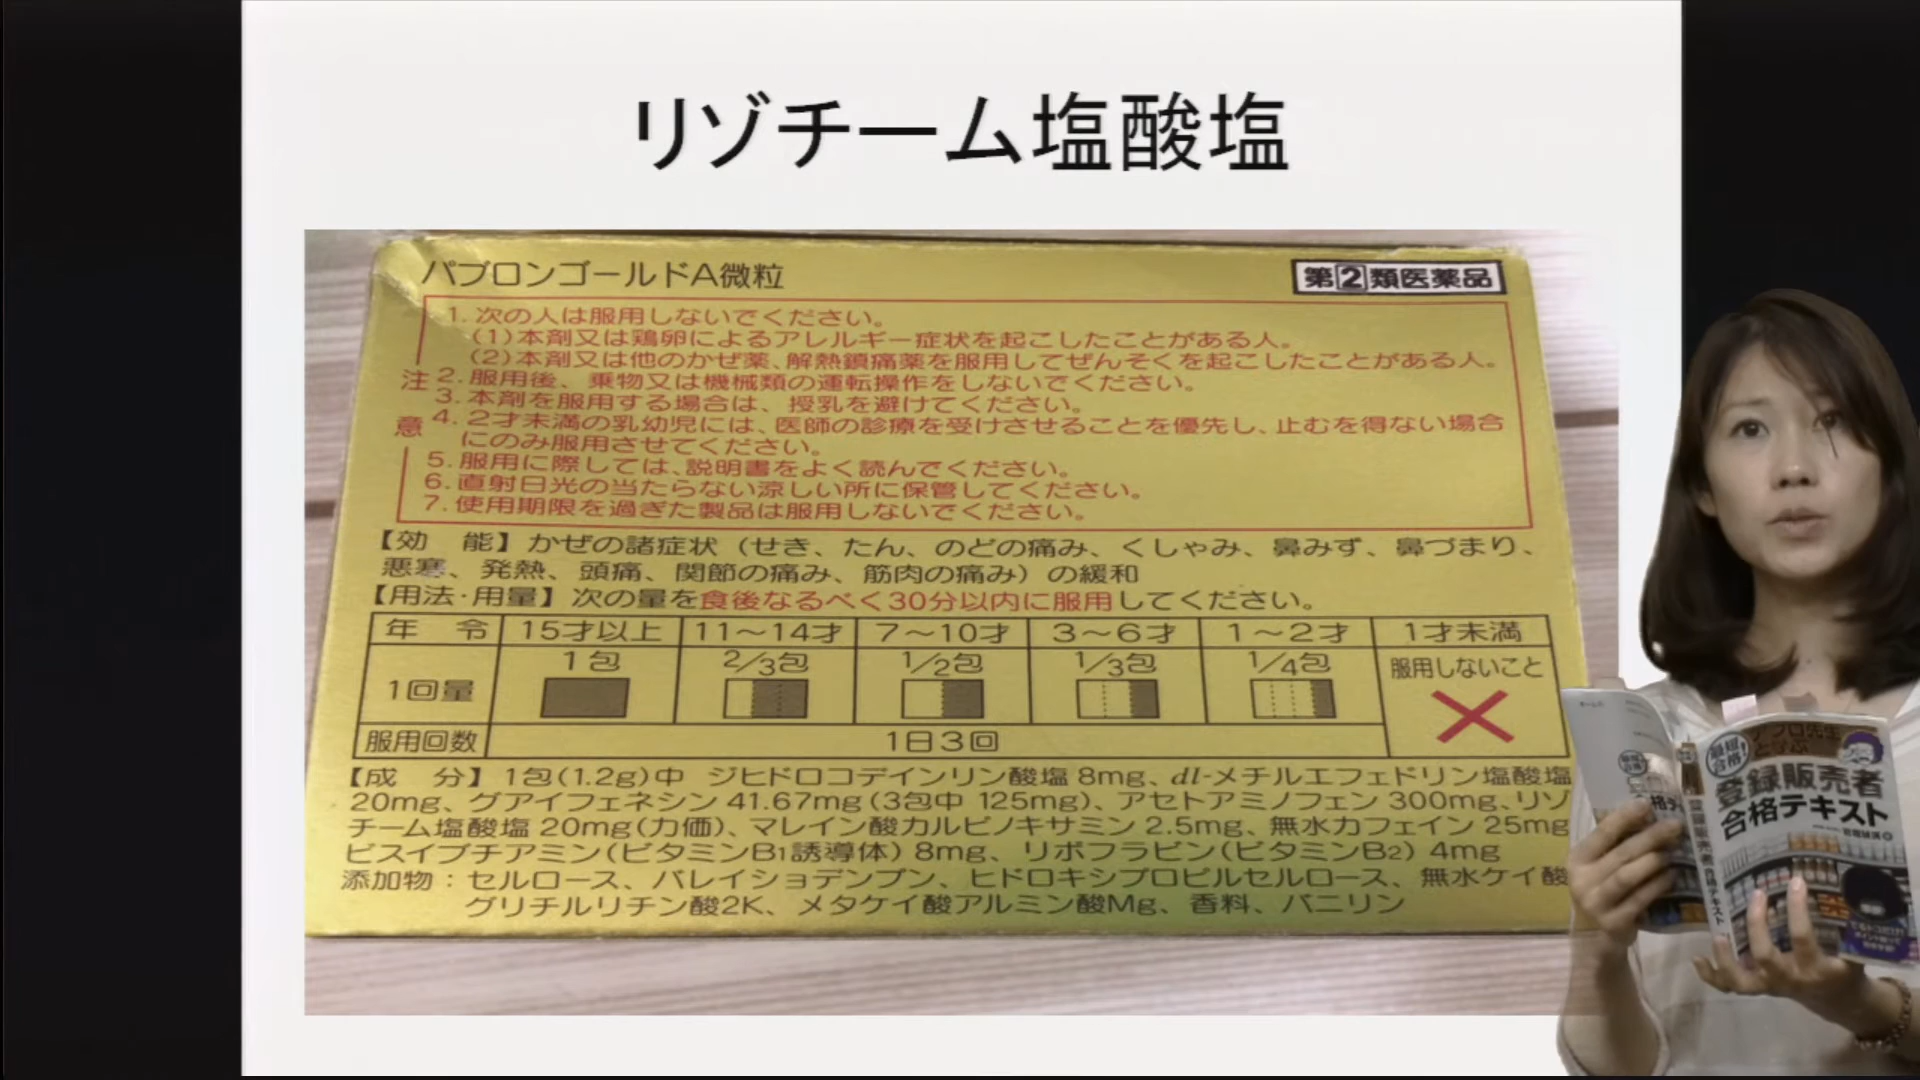 リゾチーム塩酸塩
パブロンゴールドA微粒
第②類医薬品
注意
1. 次の人は服用しないでください。
(1)本剤又は鶏卵によるアレルギー症状を起こしたことがある人。
(2)本剤又は他のかぜ薬、解熱鎮痛薬を服用してぜんそくを起こしたことがある人。
2. 服用後、乗物又は機械類の運転操作をしないでください。
3. 本剤を服用する場合は、授乳を避けてください。
4. 2才未満の乳幼児には、医師の診療を受けさせることを優先し、止むを得ない場合
にのみ服用させてください。
5. 服用に際しては、説明書をよく読んでください。
6. 直射日光の当たらない涼しい所に保管してください。
7. 使用期限を過ぎた製品は服用しないでください。
【効 能】かぜの諸症状（せき、たん、のどの痛み、くしゃみ、鼻みず、鼻づまり、
悪寒、発熱、頭痛、関節の痛み、筋肉の痛み）の緩和
【用法・用量】次の量を食後なるべく30分以内に服用してください。
年 令 15才以上 11～14才 7～10才 3～6才 1～2才 1才未満
1回量 1包 2/3包 1/2包 1/3包 1/4包 服用しないこと
服用回数 1日3回
【成 分】1包(1.2g)中 ジヒドロコデインリン酸塩 8mg、dl-メチルエフェドリン塩酸塩
20mg、グアイフェネシン 41.67mg(3包中 125mg)、アセトアミノフェン 300mg、リゾ
チーム塩酸塩 20mg(力価)、マレイン酸カルビノキサミン 2.5mg、無水カフェイン 25mg
ビスイブチアミン(ビタミンB1誘導体) 8mg、リボフラビン(ビタミンB2) 4mg
添加物：セルロース、バレイショデンプン、ヒドロキシプロピルセルロース、無水ケイ酸
グリチルリチン酸2K、メタケイ酸アルミン酸Mg、香料、バニリン
最短合格!
と学ぶ
登録販売者
合格テキスト